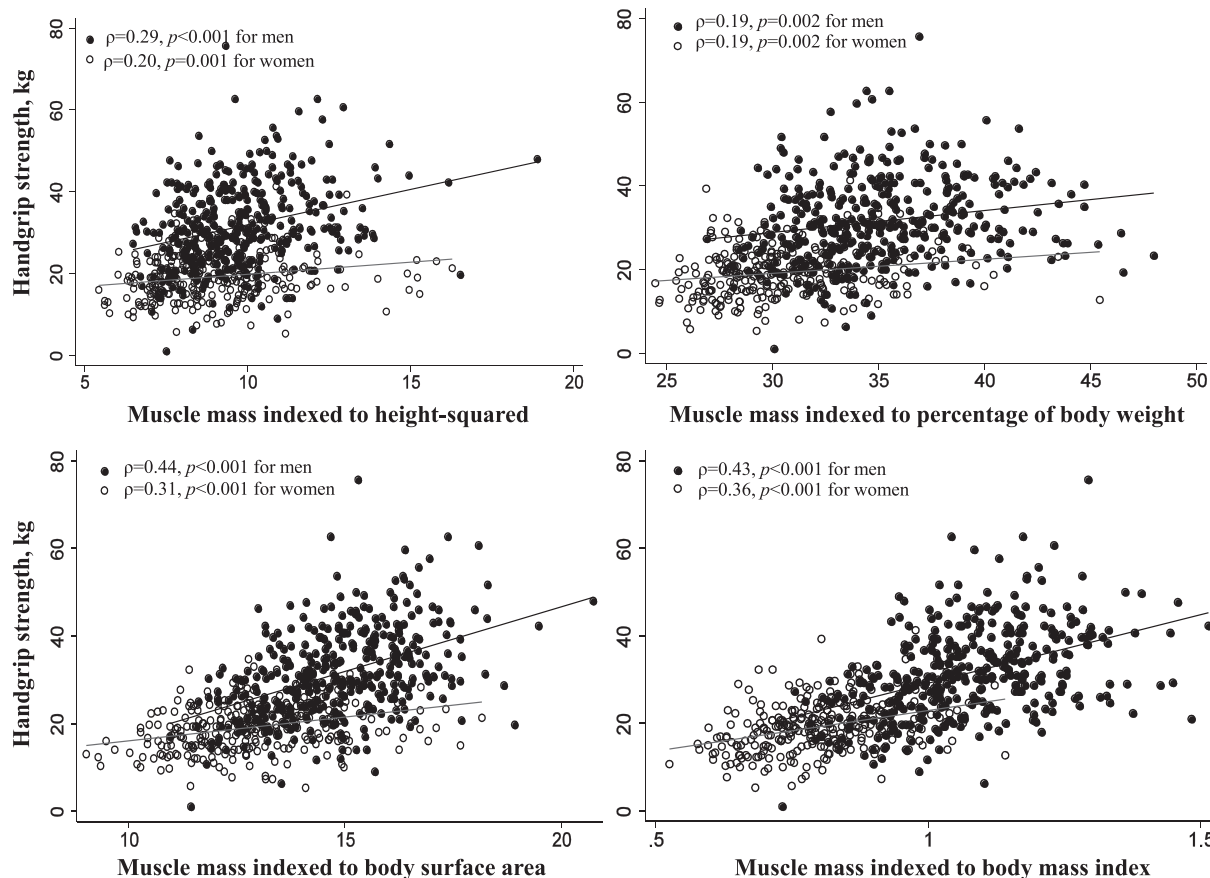 80
ρ=0.29, p<0.001 for men
ρ=0.20, p=0.001 for women
60
40
20
0
Handgrip strength, kg
5 10 15 20
Muscle mass indexed to height-squared
80
ρ=0.19, p=0.002 for men
ρ=0.19, p=0.002 for women
60
40
20
0
25 30 35 40 45 50
Muscle mass indexed to percentage of body weight
80
ρ=0.44, p<0.001 for men
ρ=0.31, p<0.001 for women
60
40
20
0
Handgrip strength, kg
10 15 20
Muscle mass indexed to body surface area
80
ρ=0.43, p<0.001 for men
ρ=0.36, p<0.001 for women
60
40
20
0
.5 1 1.5
Muscle mass indexed to body mass index